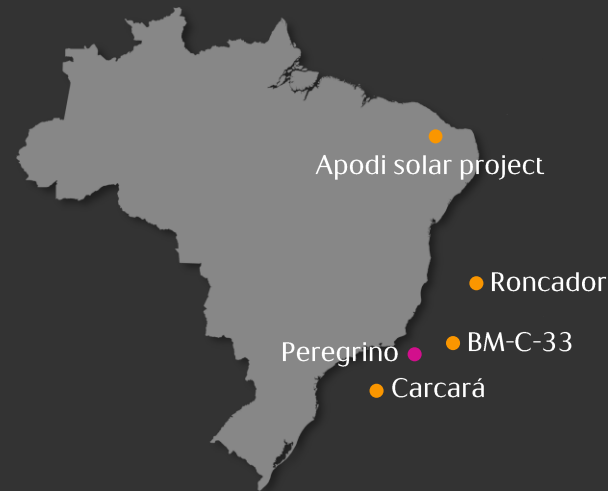 Apodi solar project
Roncador
BM-C-33
Peregrino
Carcará